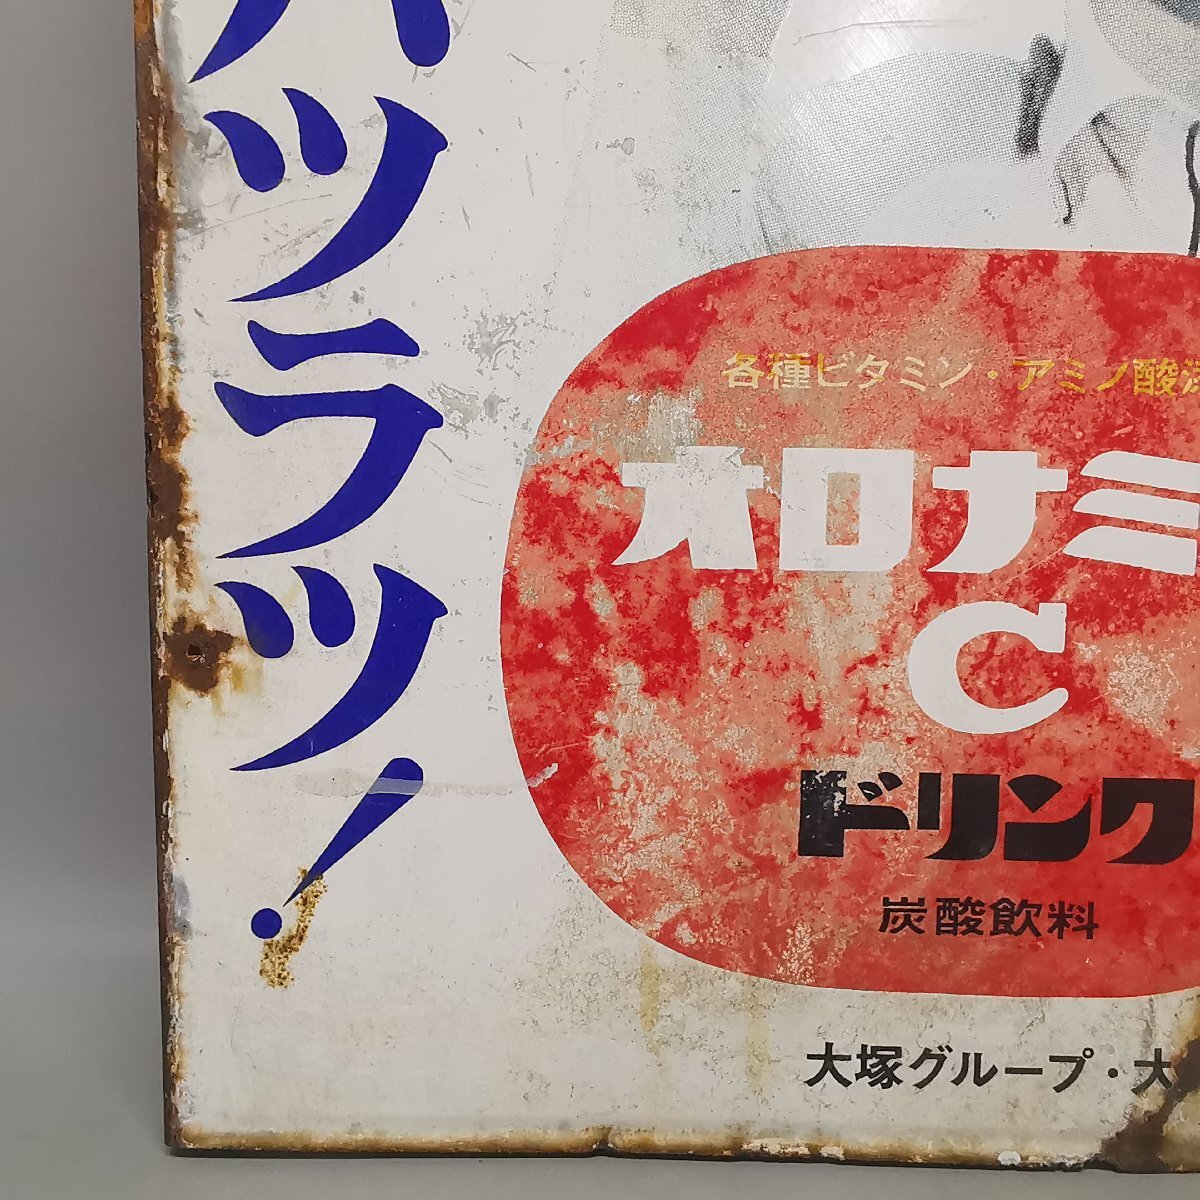 ハツラツ!
各種ビタミン・アミノ酸
オロナミ
C
ドリンク
炭酸飲料
大塚グループ・大